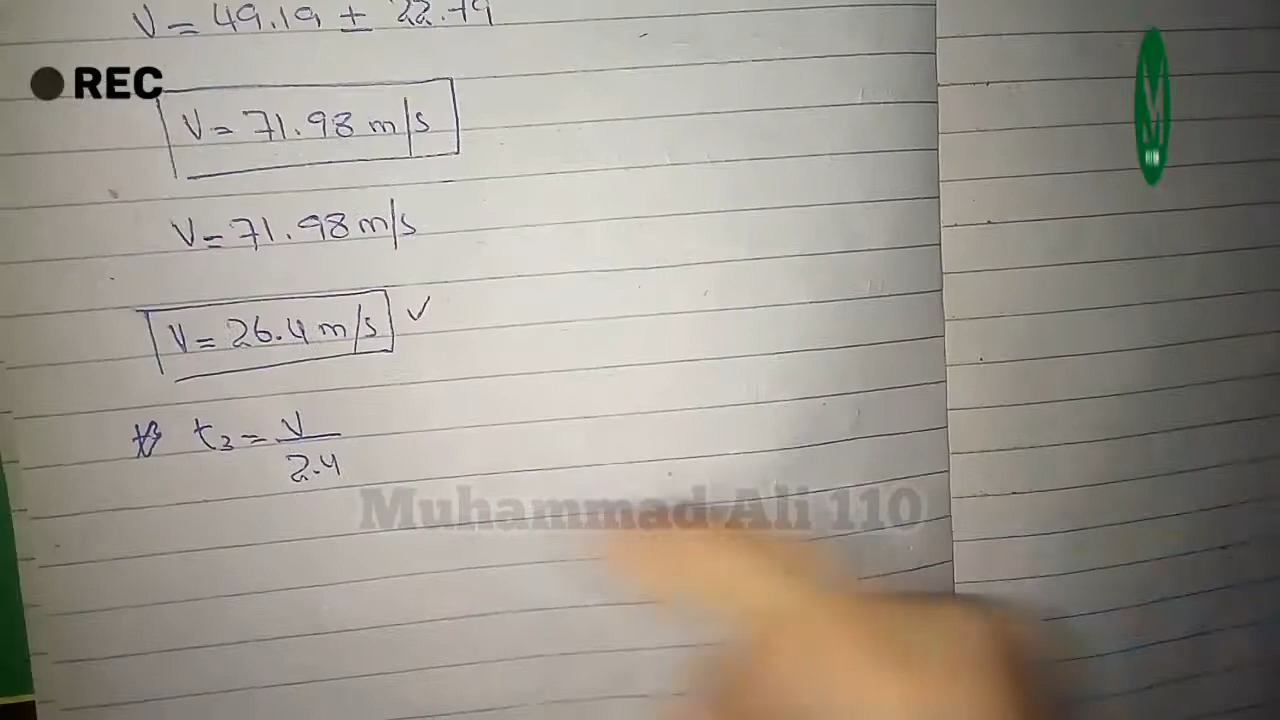 V = 49.19 ± 22.79
REC
V = 71.98 m/s
V = 71.98 m/s
V = 26.4 m/s ✓
t₃ = V/2.4
Muhammad Ali 110